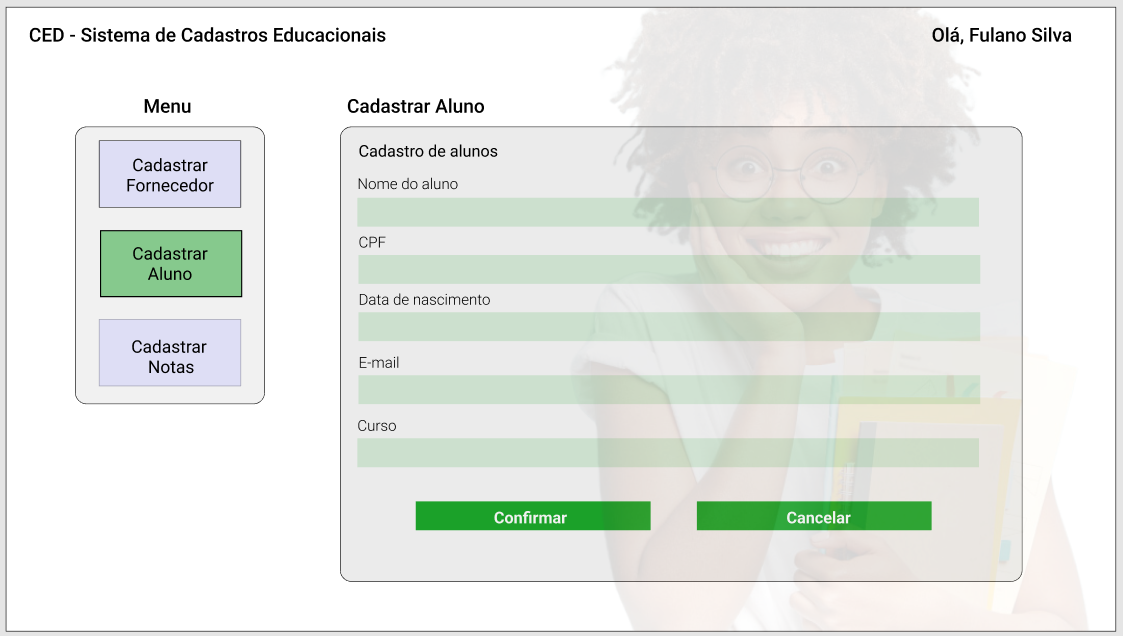 CED - Sistema de Cadastros Educacionais
Olá, Fulano Silva
Menu
Cadastrar
Fornecedor
Cadastrar
Aluno
Cadastrar
Notas
Cadastrar Aluno
Cadastro de alunos
Nome do aluno
CPF
Data de nascimento
E-mail
Curso
Confirmar
Cancelar